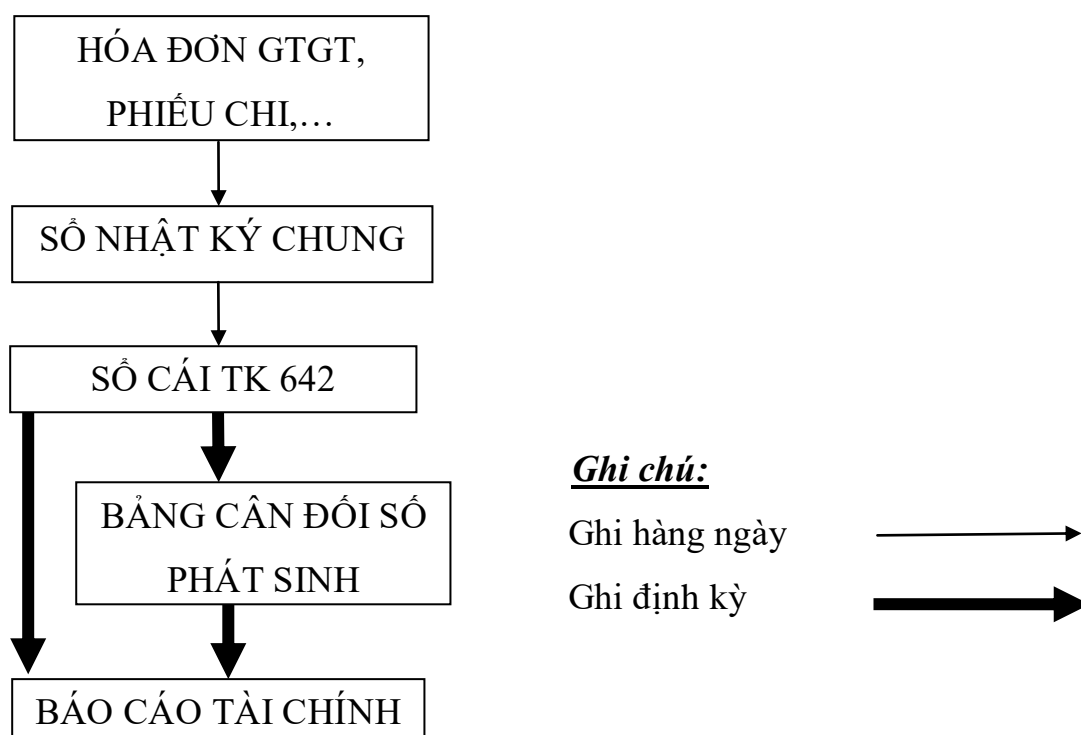 HÓA ĐƠN GTGT,
PHIẾU CHI,…
SỔ NHẬT KÝ CHUNG
SỔ CÁI TK 642
BẢNG CÂN ĐỐI SỐ
PHÁT SINH
BÁO CÁO TÀI CHÍNH
Ghi chú:
Ghi hàng ngày
Ghi định kỳ